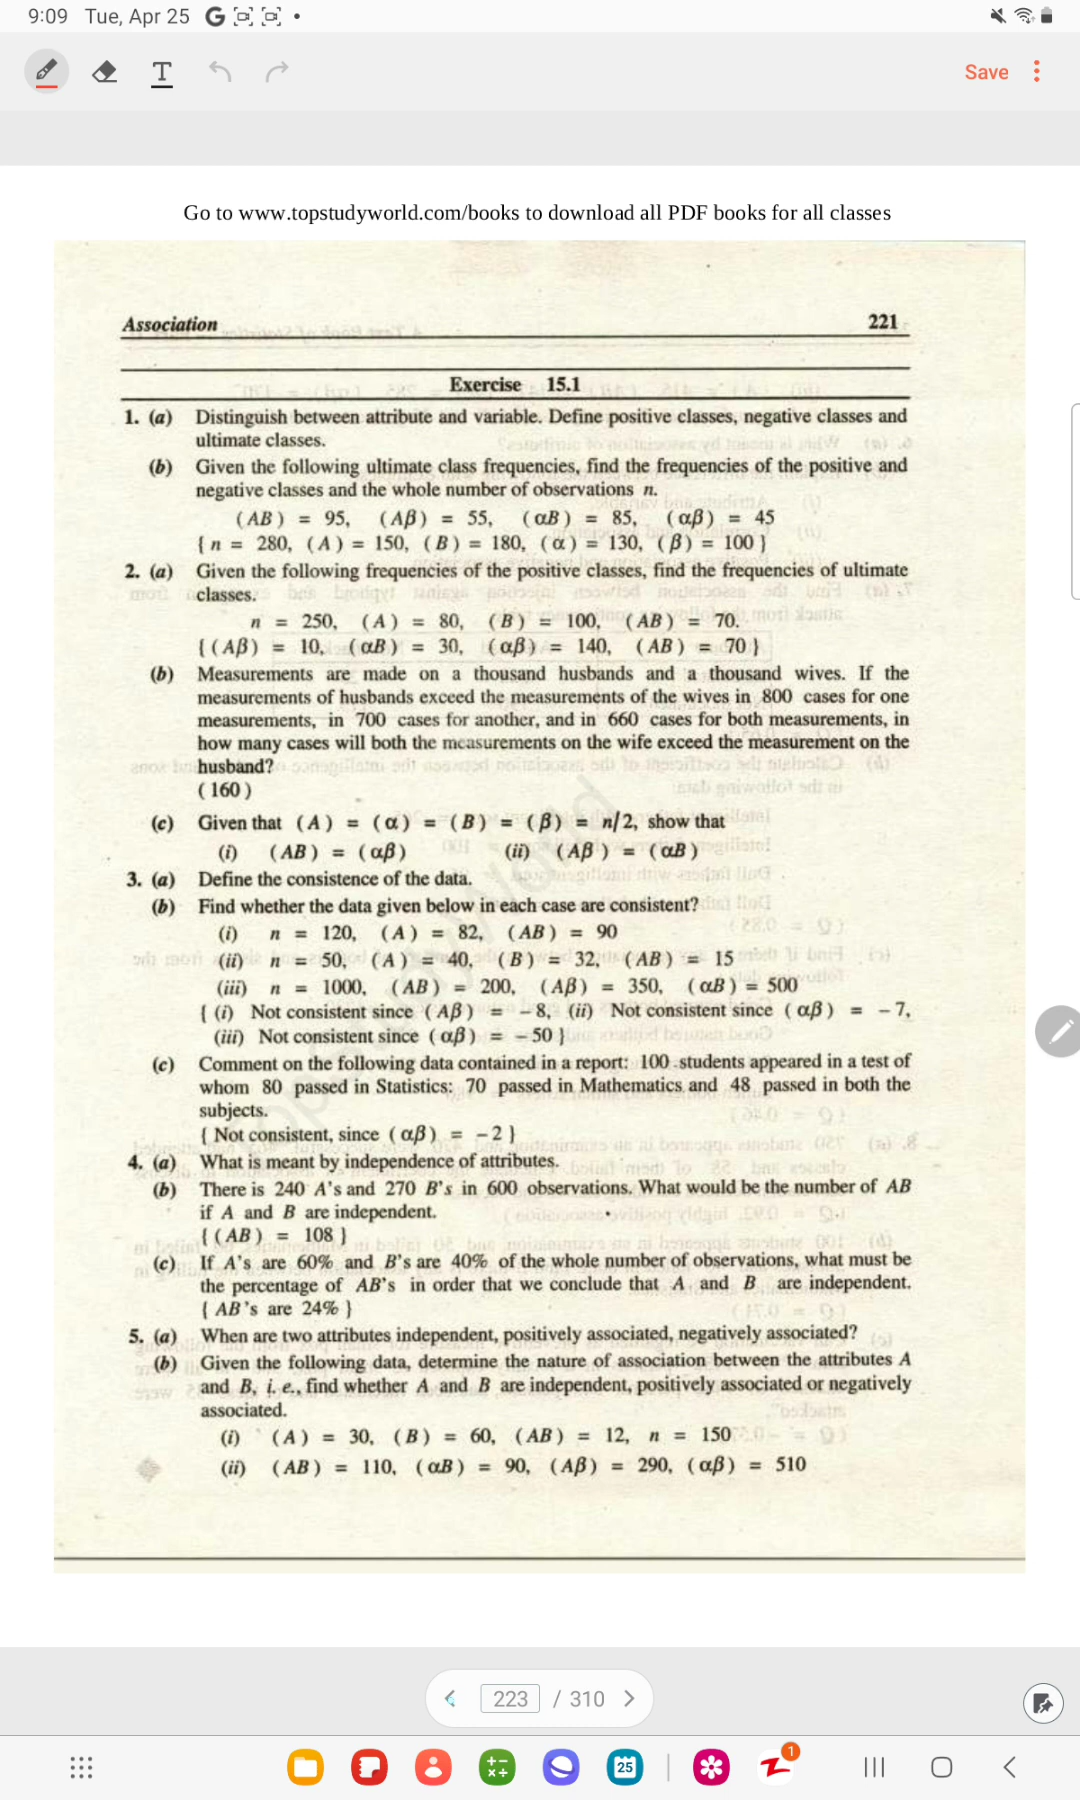 9:09 Tue, Apr 25 G
T
Save
Go to www.topstudyworld.com/books to download all PDF books for all classes
Association 221
Exercise 15.1
1. (a) Distinguish between attribute and variable. Define positive classes, negative classes and
ultimate classes.
(b) Given the following ultimate class frequencies, find the frequencies of the positive and
negative classes and the whole number of observations n.
(AB) = 95, (Aβ) = 55, (αB) = 85, (αβ) = 45
{ n = 280, (A) = 150, (B) = 180, (α) = 130, (β) = 100 }
2. (a) Given the following frequencies of the positive classes, find the frequencies of ultimate
classes.
n = 250, (A) = 80, (B) = 100, (AB) = 70.
{ (Aβ) = 10, (αB) = 30, (αβ) = 140, (AB) = 70 }
(b) Measurements are made on a thousand husbands and a thousand wives. If the
measurements of husbands exceed the measurements of the wives in 800 cases for one
measurements, in 700 cases for another, and in 660 cases for both measurements, in
how many cases will both the measurements on the wife exceed the measurement on the
husband?
(160)
(c) Given that (A) = (α) = (B) = (β) = n/2, show that
(i) (AB) = (αβ) (ii) (Aβ) = (αB)
3. (a) Define the consistence of the data.
(b) Find whether the data given below in each case are consistent?
(i) n = 120, (A) = 82, (AB) = 90
(ii) n = 50, (A) = 40, (B) = 32, (AB) = 15
(iii) n = 1000, (AB) = 200, (Aβ) = 350, (αB) = 500
{ (i) Not consistent since (Aβ) = - 8, (ii) Not consistent since (αβ) = - 7,
(iii) Not consistent since (αβ) = - 50 }
(c) Comment on the following data contained in a report: 100 students appeared in a test of
whom 80 passed in Statistics: 70 passed in Mathematics and 48 passed in both the
subjects.
{ Not consistent, since (αβ) = - 2 }
4. (a) What is meant by independence of attributes.
(b) There is 240 A's and 270 B's in 600 observations. What would be the number of AB
if A and B are independent.
{ (AB) = 108 }
(c) If A's are 60% and B's are 40% of the whole number of observations, what must be
the percentage of AB's in order that we conclude that A and B are independent.
{ AB's are 24% }
5. (a) When are two attributes independent, positively associated, negatively associated?
(b) Given the following data, determine the nature of association between the attributes A
and B, i. e., find whether A and B are independent, positively associated or negatively
associated.
(i) (A) = 30, (B) = 60, (AB) = 12, n = 150
(ii) (AB) = 110, (αB) = 90, (Aβ) = 290, (αβ) = 510
223 / 310
25
1